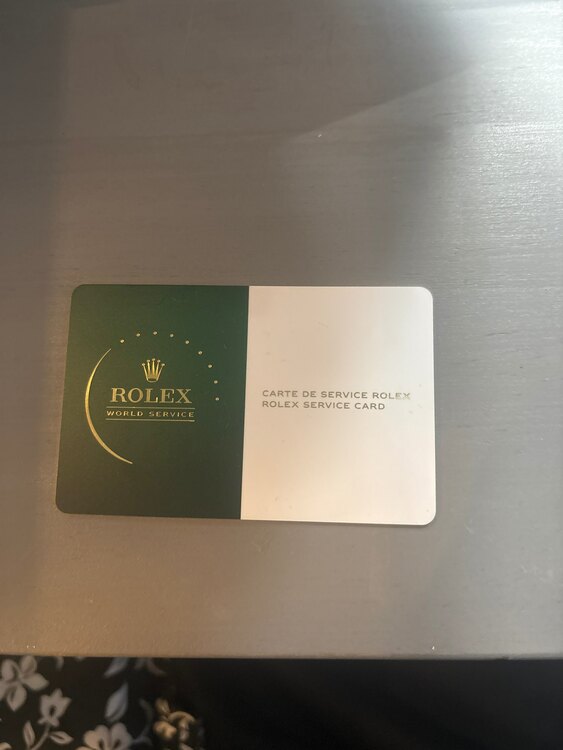 ROLEX
WORLD SERVICE
CARTE DE SERVICE ROLEX
ROLEX SERVICE CARD